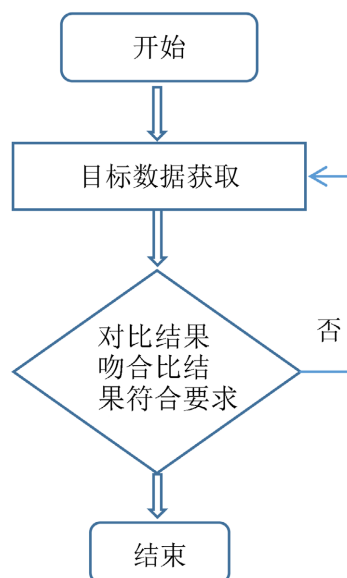 开始
目标数据获取
对比结果
吻合比结
果符合要求
否
结束